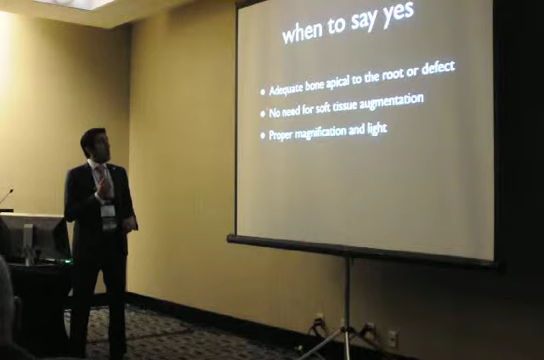 when to say yes
• Adequate bone apical to the root or defect
• No need for soft tissue augmentation
• Proper magnification and light